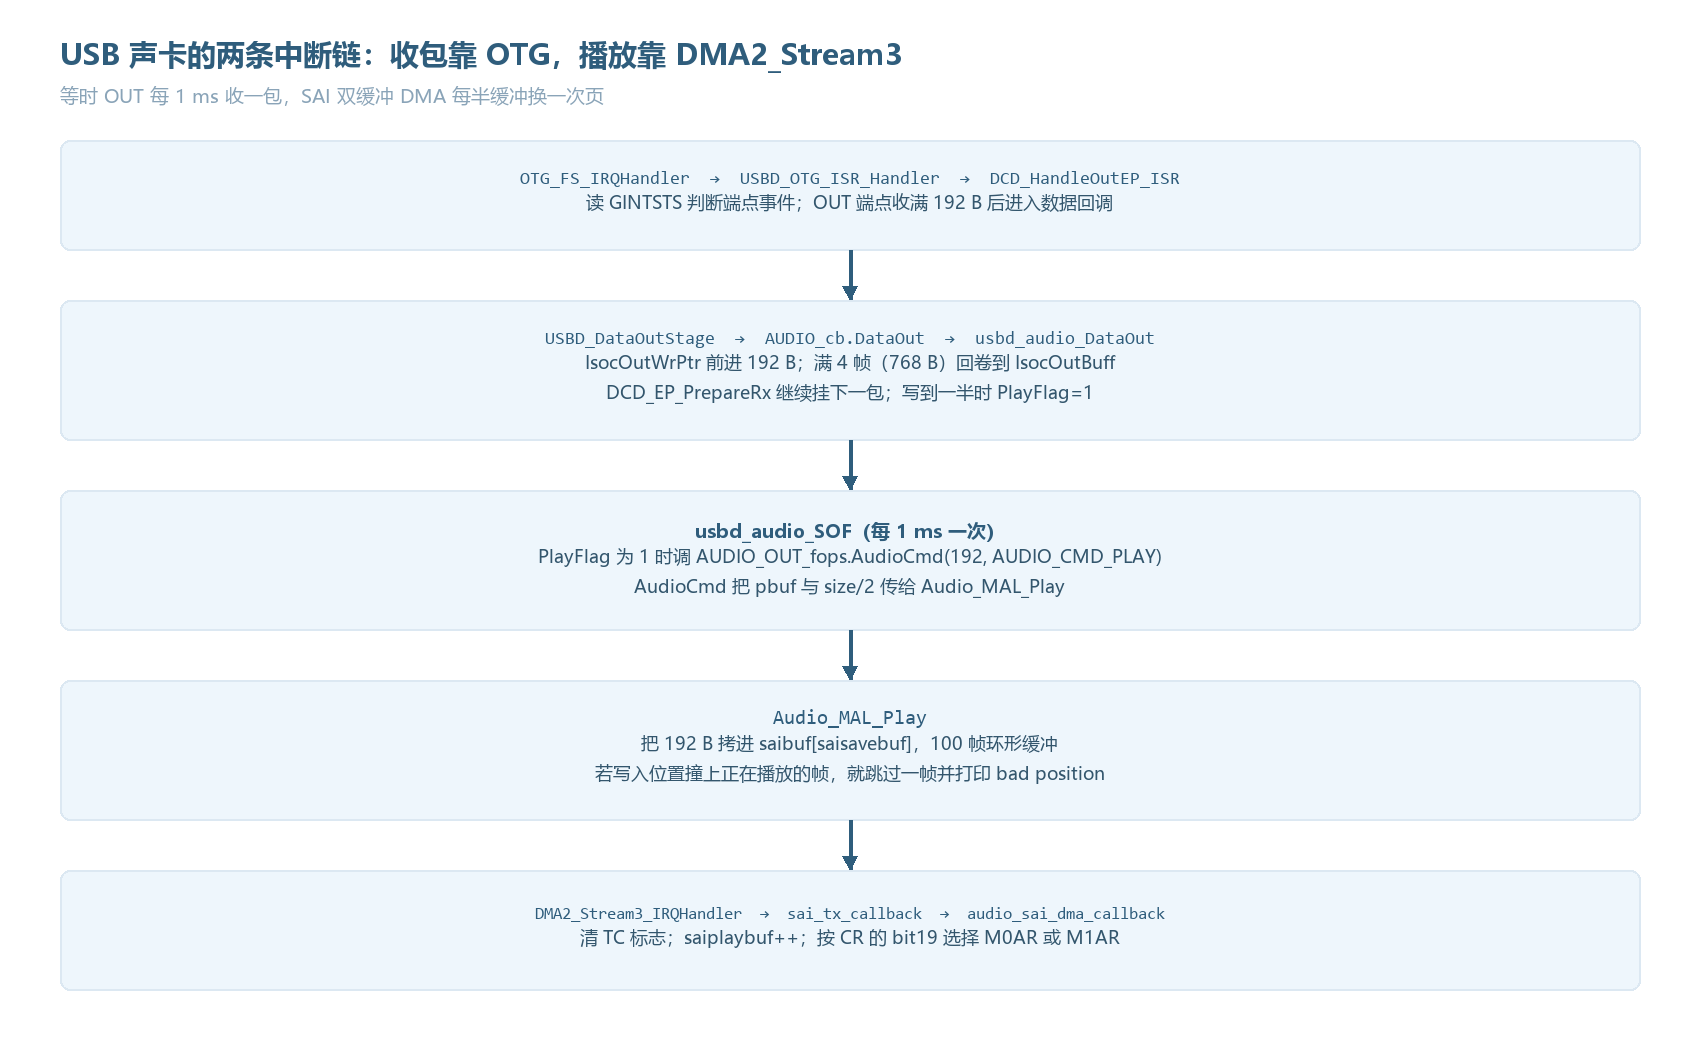 USB 声卡的两条中断链：收包靠 OTG，播放靠 DMA2_Stream3
等时 OUT 每 1 ms 收一包，SAI 双缓冲 DMA 每半缓冲换一次页
OTG_FS_IRQHandler → USBD_OTG_ISR_Handler → DCD_HandleOutEP_ISR
读 GINTSTS 判断端点事件；OUT 端点收满 192 B 后进入数据回调
USBD_DataOutStage → AUDIO_cb.DataOut → usbd_audio_DataOut
IsocOutWrPtr 前进 192 B；满 4 帧（768 B）回卷到 IsocOutBuff
DCD_EP_PrepareRx 继续挂下一包；写到一半时 PlayFlag=1
usbd_audio_SOF（每 1 ms 一次）
PlayFlag 为 1 时调 AUDIO_OUT_fops.AudioCmd(192, AUDIO_CMD_PLAY)
AudioCmd 把 pbuf 与 size/2 传给 Audio_MAL_Play
Audio_MAL_Play
把 192 B 拷进 saibuf[saisavebuf]，100 帧环形缓冲
若写入位置撞上正在播放的帧，就跳过一帧并打印 bad position
DMA2_Stream3_IRQHandler → sai_tx_callback → audio_sai_dma_callback
清 TC 标志；saiplaybuf++；按 CR 的 bit19 选择 M0AR 或 M1AR